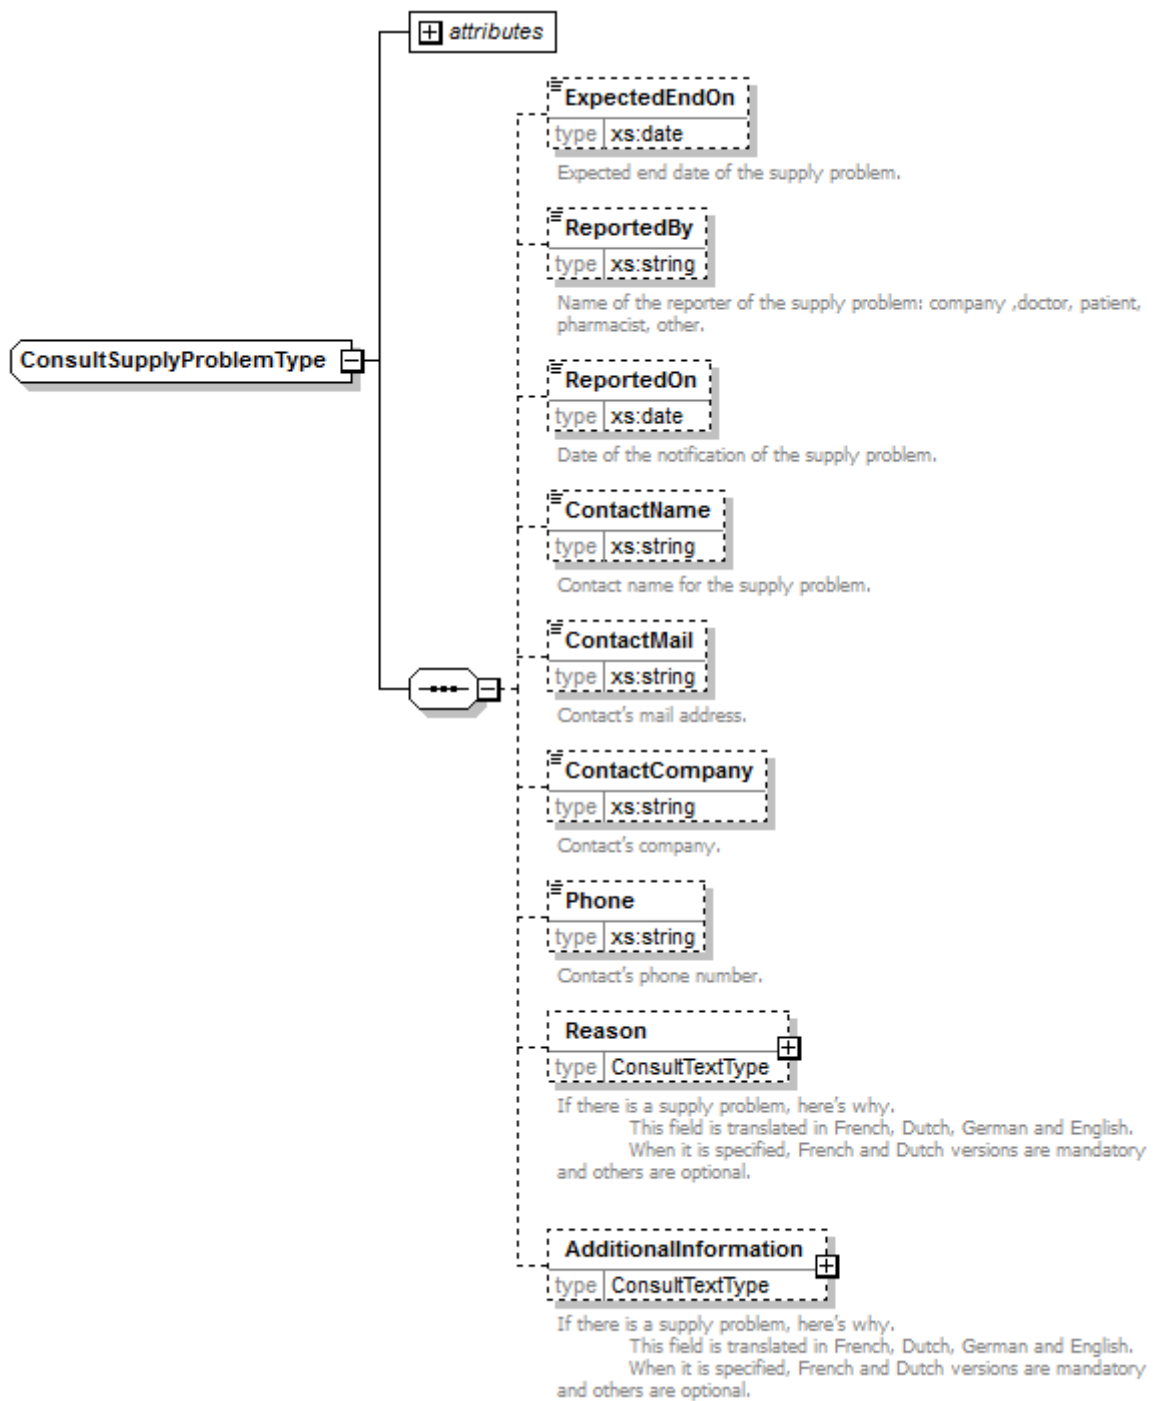 attributes
ExpectedEndOn
type xs:date
Expected end date of the supply problem.
ReportedBy
type xs:string
Name of the reporter of the supply problem: company ,doctor, patient,
pharmacist, other.
ConsultSupplyProblemType
ReportedOn
type xs:date
Date of the notification of the supply problem.
ContactName
type xs:string
Contact name for the supply problem.
ContactMail
type xs:string
Contact's mail address.
ContactCompany
type xs:string
Contact's company.
Phone
type xs:string
Contact's phone number.
Reason
type ConsultTextType
If there is a supply problem, here's why.
This field is translated in French, Dutch, German and English.
When it is specified, French and Dutch versions are mandatory
and others are optional.
AdditionalInformation
type ConsultTextType
If there is a supply problem, here's why.
This field is translated in French, Dutch, German and English.
When it is specified, French and Dutch versions are mandatory
and others are optional.